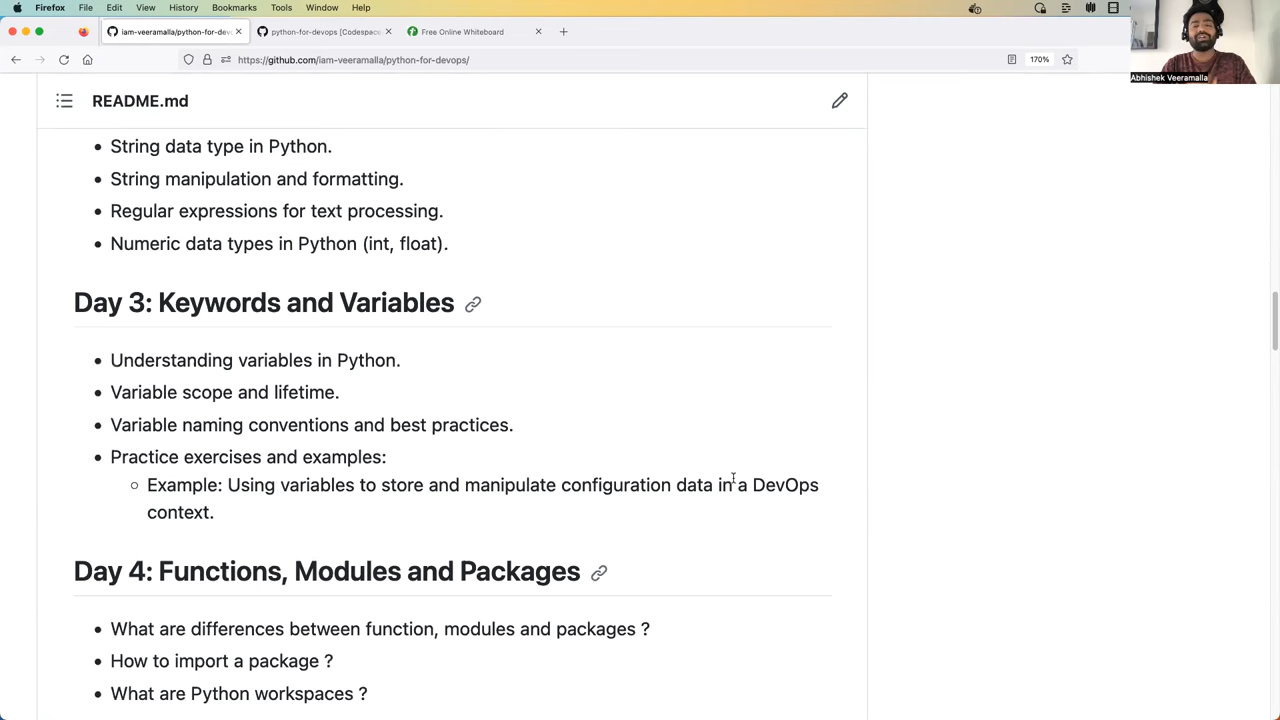 Firefox File Edit View History Bookmarks Tools Window Help
iam-veeramalla/python-for-dev
python-for-devops [Codespac
Free Online Whiteboard
https://github.com/iam-veeramalla/python-for-devops/
170%
Abhishek Veeramalla
README.md
• String data type in Python.
• String manipulation and formatting.
• Regular expressions for text processing.
• Numeric data types in Python (int, float).
Day 3: Keywords and Variables
• Understanding variables in Python.
• Variable scope and lifetime.
• Variable naming conventions and best practices.
• Practice exercises and examples:
○ Example: Using variables to store and manipulate configuration data in a DevOps
context.
Day 4: Functions, Modules and Packages
• What are differences between function, modules and packages ?
• How to import a package ?
• What are Python workspaces ?